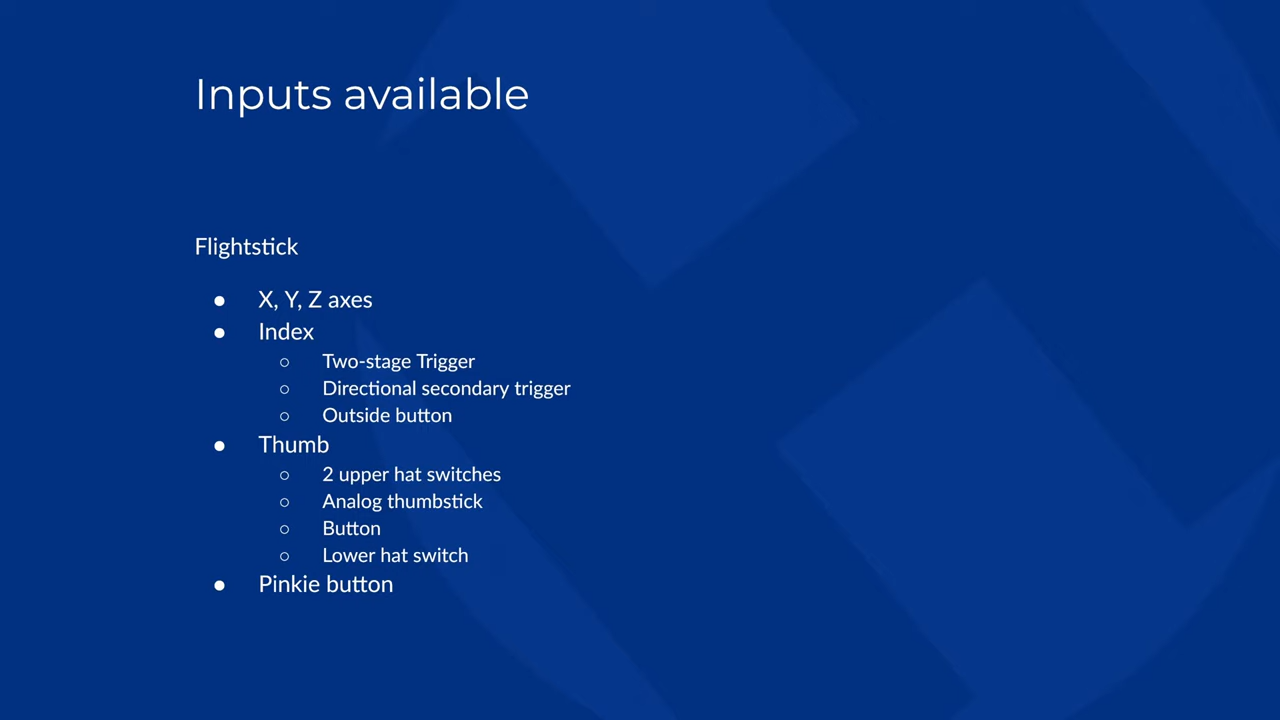 Inputs available
Flightstick
● X, Y, Z axes
● Index
○ Two-stage Trigger
○ Directional secondary trigger
○ Outside button
● Thumb
○ 2 upper hat switches
○ Analog thumbstick
○ Button
○ Lower hat switch
● Pinkie button